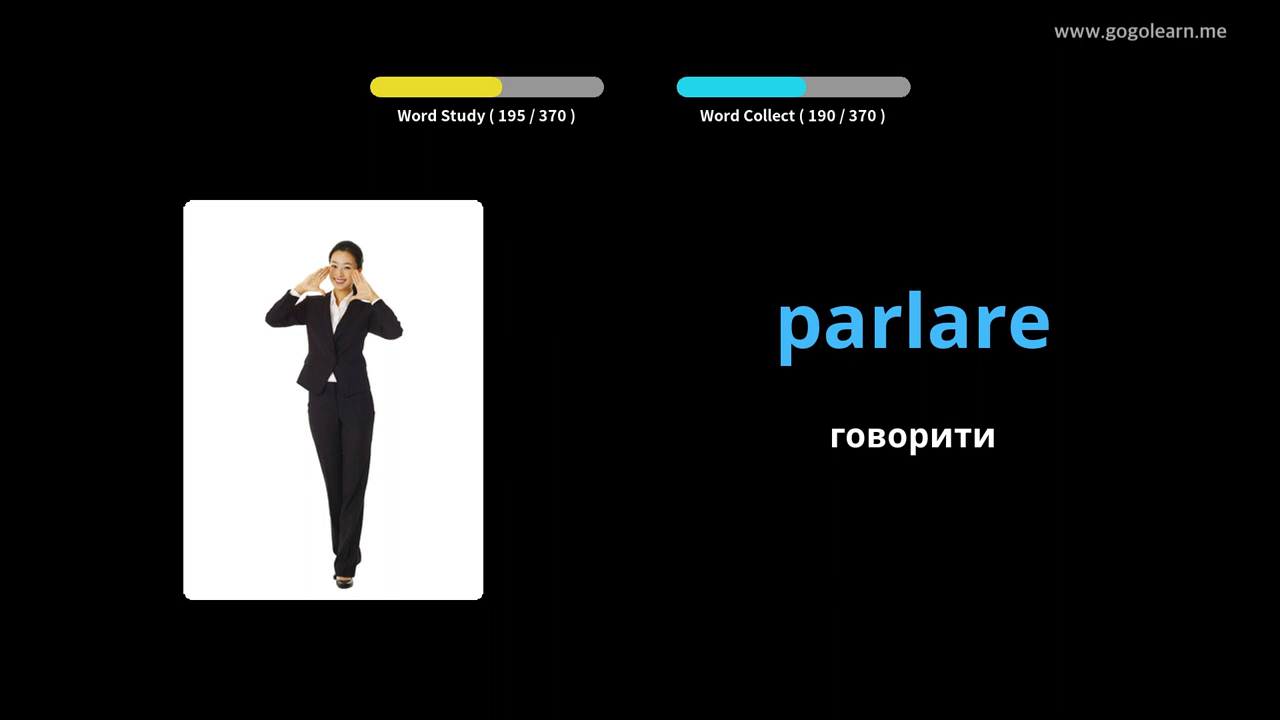 www.gogolearn.me
Word Study ( 195 / 370 )
Word Collect ( 190 / 370 )
parlare
говорити